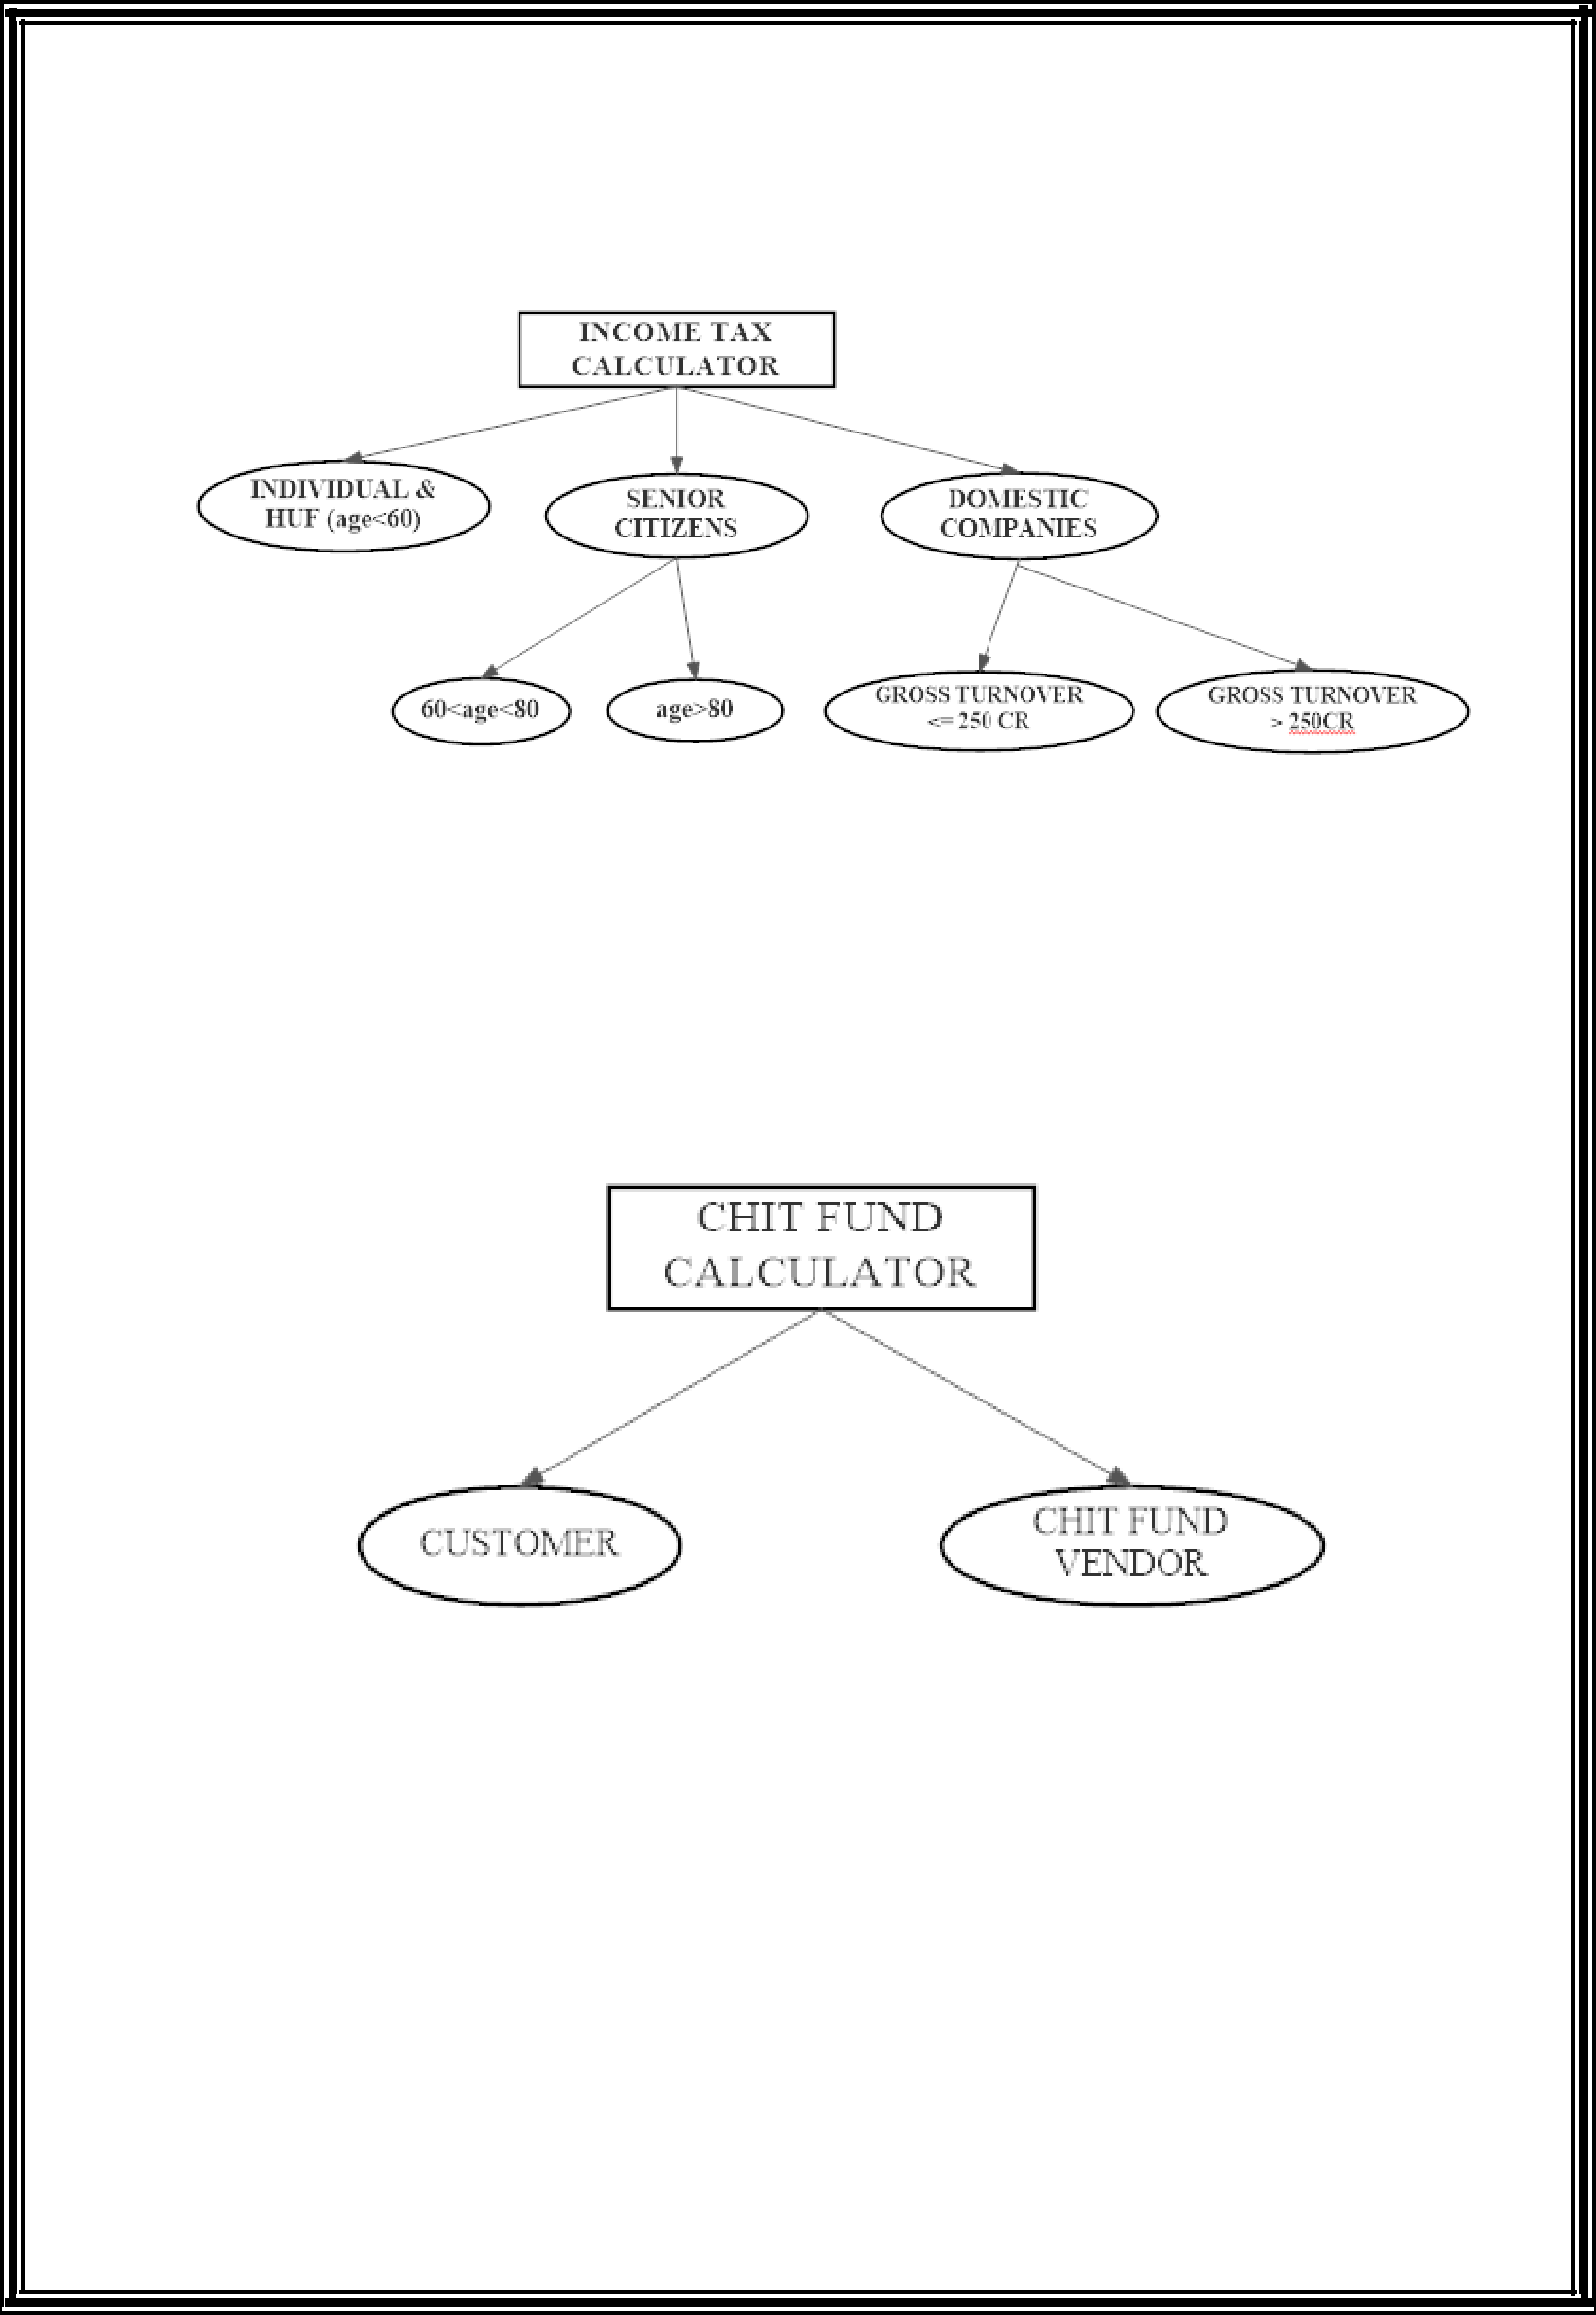 INCOME TAX
CALCULATOR
INDIVIDUAL &
HUF (age<60)
SENIOR
CITIZENS
DOMESTIC
COMPANIES
60<age<80
age>80
GROSS TURNOVER
<= 250 CR
GROSS TURNOVER
> 250CR
CHIT FUND
CALCULATOR
CUSTOMER
CHIT FUND
VENDOR